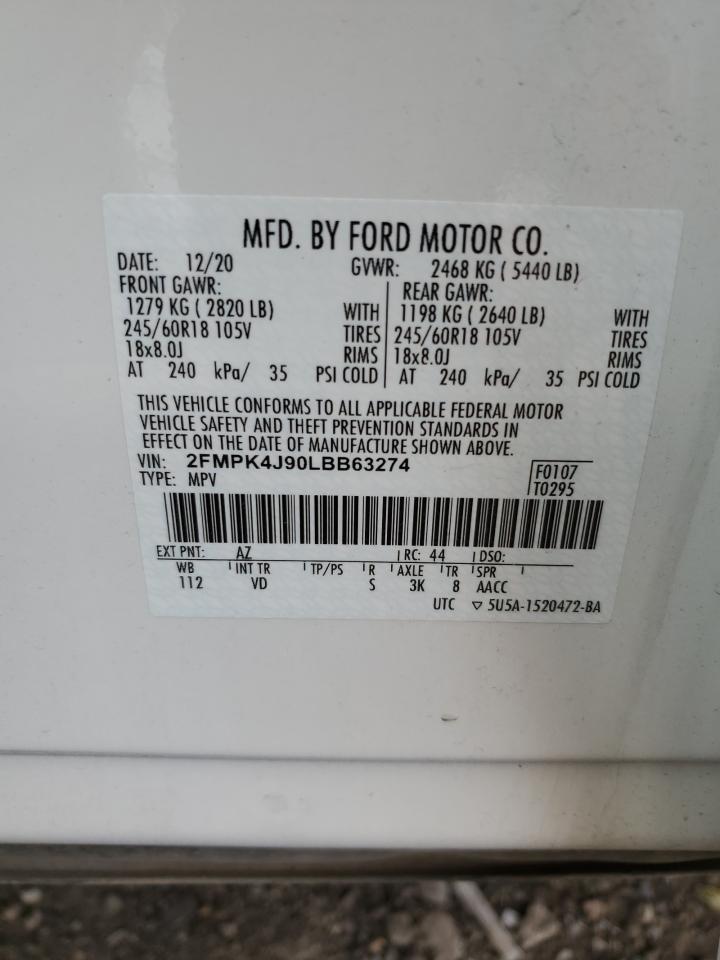 MFD. BY FORD MOTOR CO.
DATE: 12/20 GVWR: 2468 KG ( 5440 LB)
FRONT GAWR: REAR GAWR:
1279 KG ( 2820 LB) WITH 1198 KG ( 2640 LB) WITH
245/60R18 105V TIRES 245/60R18 105V TIRES
18x8.0J RIMS 18x8.0J RIMS
AT 240 kPa/ 35 PSI COLD AT 240 kPa/ 35 PSI COLD
THIS VEHICLE CONFORMS TO ALL APPLICABLE FEDERAL MOTOR
VEHICLE SAFETY AND THEFT PREVENTION STANDARDS IN
EFFECT ON THE DATE OF MANUFACTURE SHOWN ABOVE.
VIN: 2FMPK4J90LBB63274 F0107
TYPE: MPV T0295
EXT PNT: AZ RC: 44 DSO:
WB INT TR TP/PS R AXLE TR SPR
112 VD S 3K 8 AACC
UTC ▽ 5U5A-1520472-BA